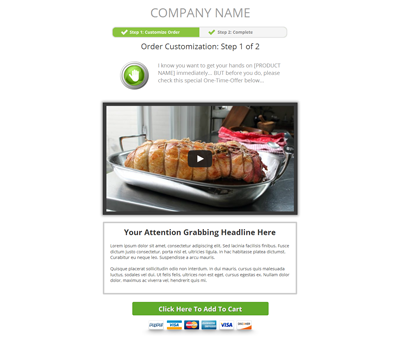 COMPANY NAME
Step 1: Customize Order
Step 2: Complete
Order Customization: Step 1 of 2
I know you want to get your hands on [PRODUCT
NAME] immediately... BUT before you do, please
check this special One-Time-Offer below...
Your Attention Grabbing Headline Here
Lorem ipsum dolor sit amet, consectetur adipiscing elit. Sed lacinia facilisis finibus. Fusce
dictum justo consectetur, porta nisl et, ultricies ligula. In hac habitasse platea dictumst.
Curabitur eu neque leo. Suspendisse a arcu mauris.
Quisque placerat sollicitudin odio non interdum. In dui mauris, cursus quis malesuada
luctus, sodales vel dui. Ut felis felis, ultrices non est eget, cursus egestas ex. Nullam dolor
dolor, maximus ac viverra vel, hendrerit quis mi.
Click Here To Add To Cart
PayPal VISA VISA DISCOVER